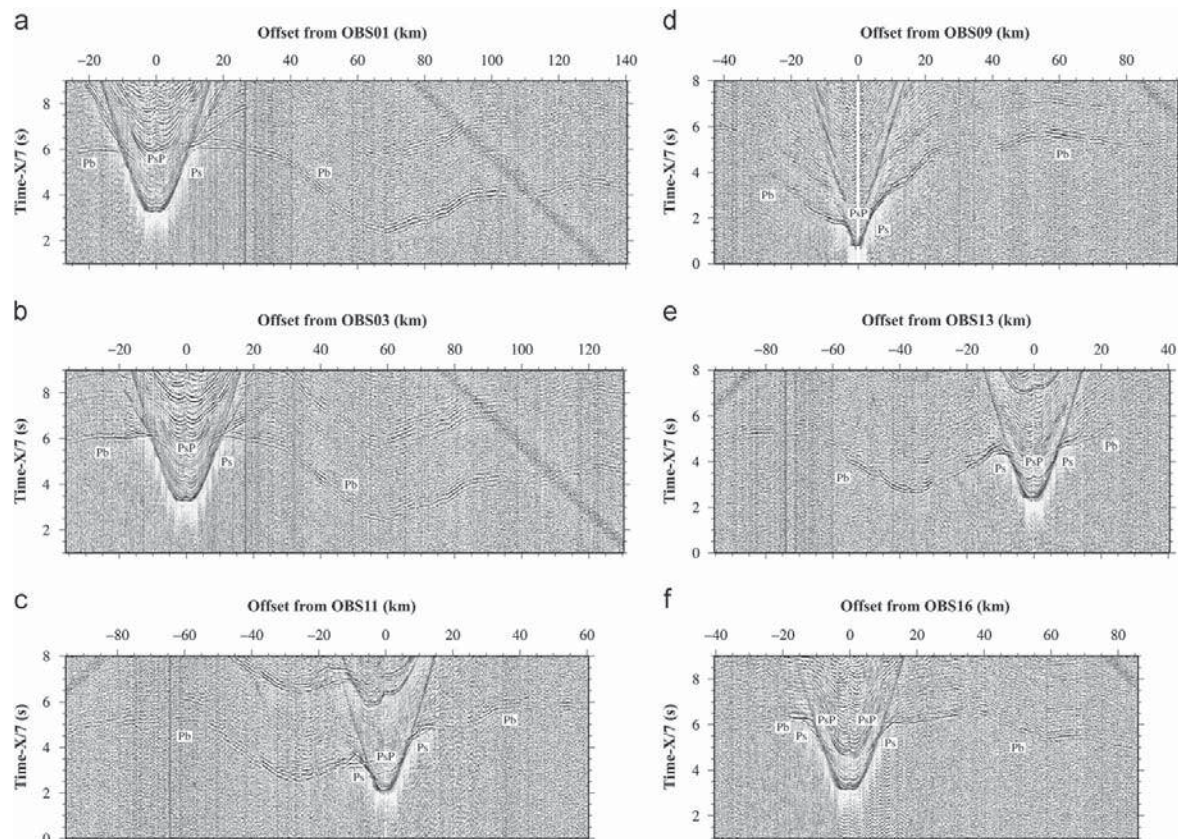 a
Offset from OBS01 (km)
−20 0 20 40 60 80 100 120 140
Time-X/7 (s)
8
6
4
2
Pb
PsP
Ps
Pb
b
Offset from OBS03 (km)
−20 0 20 40 60 80 100 120
Time-X/7 (s)
8
6
4
2
Pb
PsP
Ps
Pb
c
Offset from OBS11 (km)
−80 −60 −40 −20 0 20 40 60
Time-X/7 (s)
8
6
4
2
0
Pb
Ps
PsP
Ps
Pb
d
Offset from OBS09 (km)
−40 −20 0 20 40 60 80
Time-X/7 (s)
8
6
4
2
0
Pb
PsP
Ps
Pb
e
Offset from OBS13 (km)
−80 −60 −40 −20 0 20 40
Time-X/7 (s)
8
6
4
2
0
Pb
Ps
PsP
Ps
Pb
f
Offset from OBS16 (km)
−40 −20 0 20 40 60 80
Time-X/7 (s)
8
6
4
2
Pb
Ps
PsP
PsP
Ps
Pb